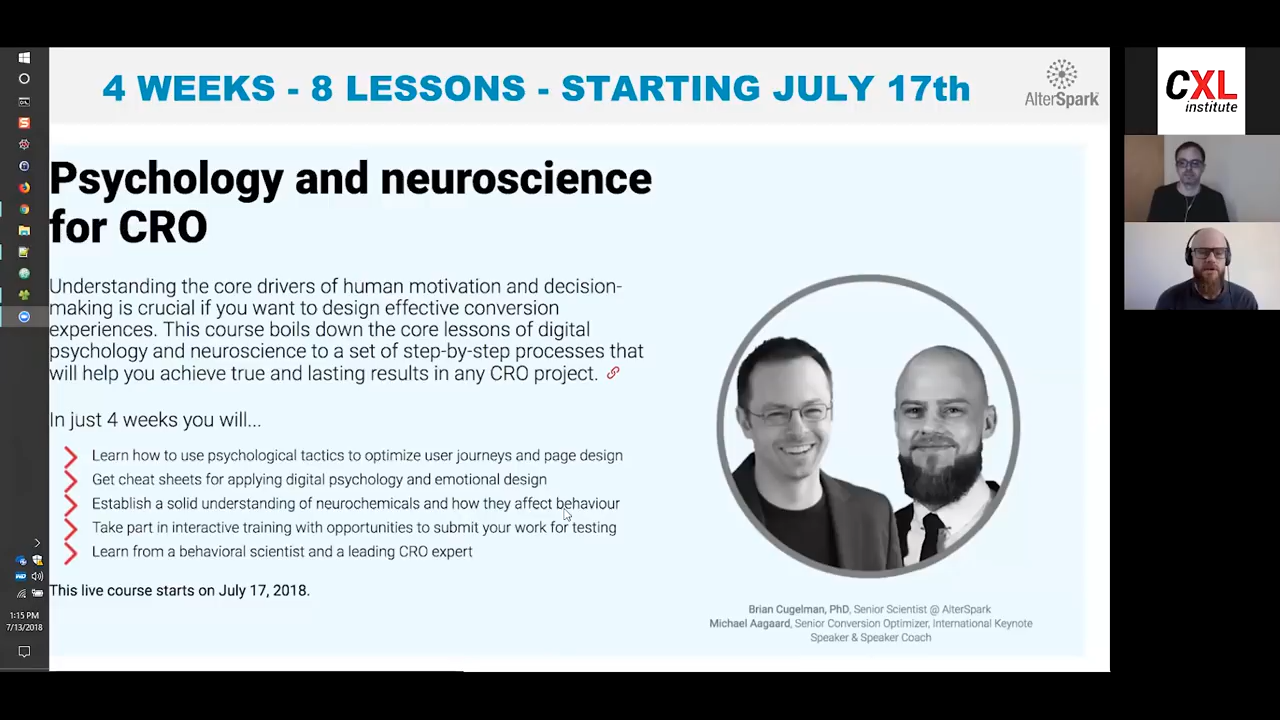 4 WEEKS - 8 LESSONS - STARTING JULY 17th
AlterSpark
CXL
institute
Psychology and neuroscience
for CRO
Understanding the core drivers of human motivation and decision-
making is crucial if you want to design effective conversion
experiences. This course boils down the core lessons of digital
psychology and neuroscience to a set of step-by-step processes that
will help you achieve true and lasting results in any CRO project.
In just 4 weeks you will...
Learn how to use psychological tactics to optimize user journeys and page design
Get cheat sheets for applying digital psychology and emotional design
Establish a solid understanding of neurochemicals and how they affect behaviour
Take part in interactive training with opportunities to submit your work for testing
Learn from a behavioral scientist and a leading CRO expert
This live course starts on July 17, 2018.
Brian Cugelman, PhD, Senior Scientist @ AlterSpark
Michael Aagaard, Senior Conversion Optimizer, International Keynote
Speaker & Speaker Coach
1:15 PM
7/13/2018